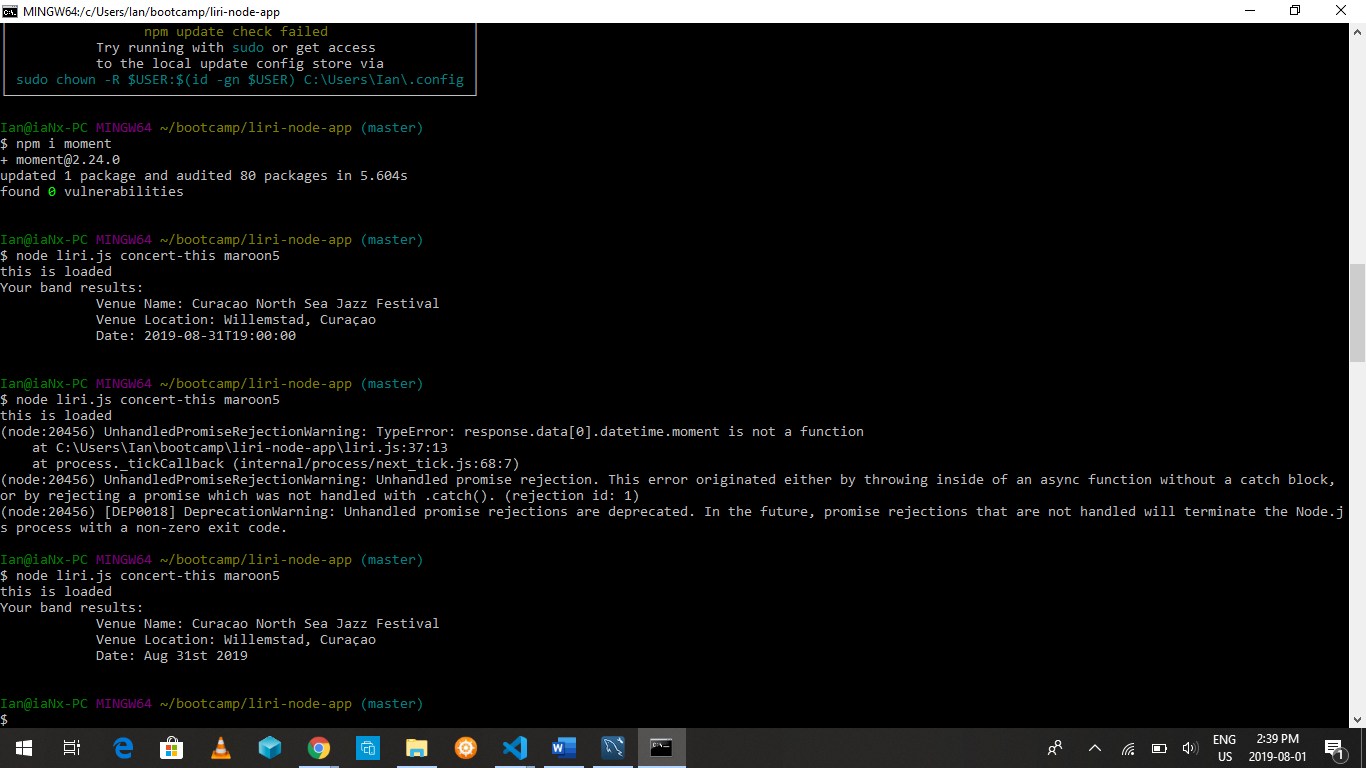 MINGW64:/c/Users/Ian/bootcamp/liri-node-app
npm update check failed
Try running with sudo or get access
to the local update config store via
sudo chown -R $USER:$(id -gn $USER) C:\Users\Ian\.config
Ian@iaNx-PC MINGW64 ~/bootcamp/liri-node-app (master)
$ npm i moment
+ moment@2.24.0
updated 1 package and audited 80 packages in 5.604s
found 0 vulnerabilities
Ian@iaNx-PC MINGW64 ~/bootcamp/liri-node-app (master)
$ node liri.js concert-this maroon5
this is loaded
Your band results:
Venue Name: Curacao North Sea Jazz Festival
Venue Location: Willemstad, Curaçao
Date: 2019-08-31T19:00:00
Ian@iaNx-PC MINGW64 ~/bootcamp/liri-node-app (master)
$ node liri.js concert-this maroon5
this is loaded
(node:20456) UnhandledPromiseRejectionWarning: TypeError: response.data[0].datetime.moment is not a function
at C:\Users\Ian\bootcamp\liri-node-app\liri.js:37:13
at process._tickCallback (internal/process/next_tick.js:68:7)
(node:20456) UnhandledPromiseRejectionWarning: Unhandled promise rejection. This error originated either by throwing inside of an async function without a catch block,
or by rejecting a promise which was not handled with .catch(). (rejection id: 1)
(node:20456) [DEP0018] DeprecationWarning: Unhandled promise rejections are deprecated. In the future, promise rejections that are not handled will terminate the Node.j
s process with a non-zero exit code.
Ian@iaNx-PC MINGW64 ~/bootcamp/liri-node-app (master)
$ node liri.js concert-this maroon5
this is loaded
Your band results:
Venue Name: Curacao North Sea Jazz Festival
Venue Location: Willemstad, Curaçao
Date: Aug 31st 2019
Ian@iaNx-PC MINGW64 ~/bootcamp/liri-node-app (master)
$
ENG
US
2:39 PM
2019-08-01
1